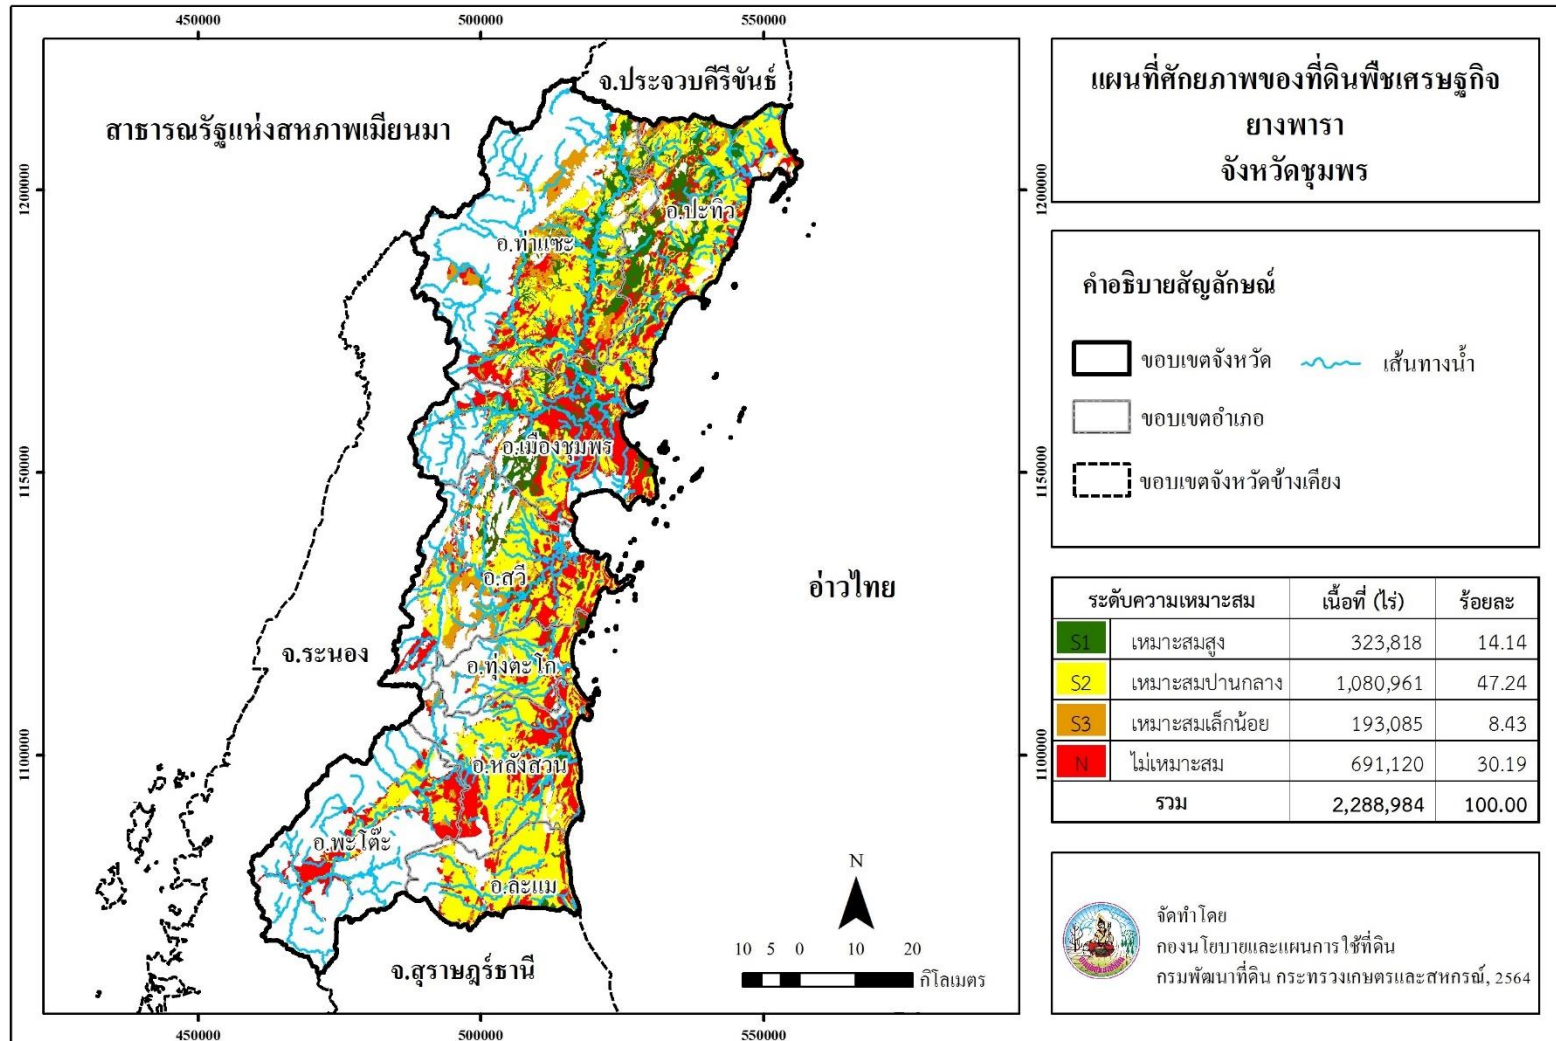 450000
500000
550000
จ.ประจวบคีรีขันธ์
สาธารณรัฐแห่งสหภาพเมียนมา
1200000
1200000
อ.ปะทิว
อ.ท่าแซะ
อ.เมืองชุมพร
1150000
1150000
อ.สวี
อ่าวไทย
จ.ระนอง
อ.ทุ่งตะโก
1100000
1100000
อ.หลังสวน
อ.พะโต๊ะ
อ.ละแม
N
จ.สุราษฎร์ธานี
10 5 0 10 20
กิโลเมตร
450000
500000
550000
แผนที่ศักยภาพของที่ดินพืชเศรษฐกิจ
ยางพารา
จังหวัดชุมพร
คำอธิบายสัญลักษณ์
ขอบเขตจังหวัด เส้นทางน้ำ
ขอบเขตอำเภอ
ขอบเขตจังหวัดข้างเคียง
ระดับความเหมาะสม เนื้อที่ (ไร่) ร้อยละ
S1 เหมาะสมสูง 323,818 14.14
S2 เหมาะสมปานกลาง 1,080,961 47.24
S3 เหมาะสมเล็กน้อย 193,085 8.43
N ไม่เหมาะสม 691,120 30.19
รวม 2,288,984 100.00
จัดทำโดย
กองนโยบายและแผนการใช้ที่ดิน
กรมพัฒนาที่ดิน กระทรวงเกษตรและสหกรณ์, 2564